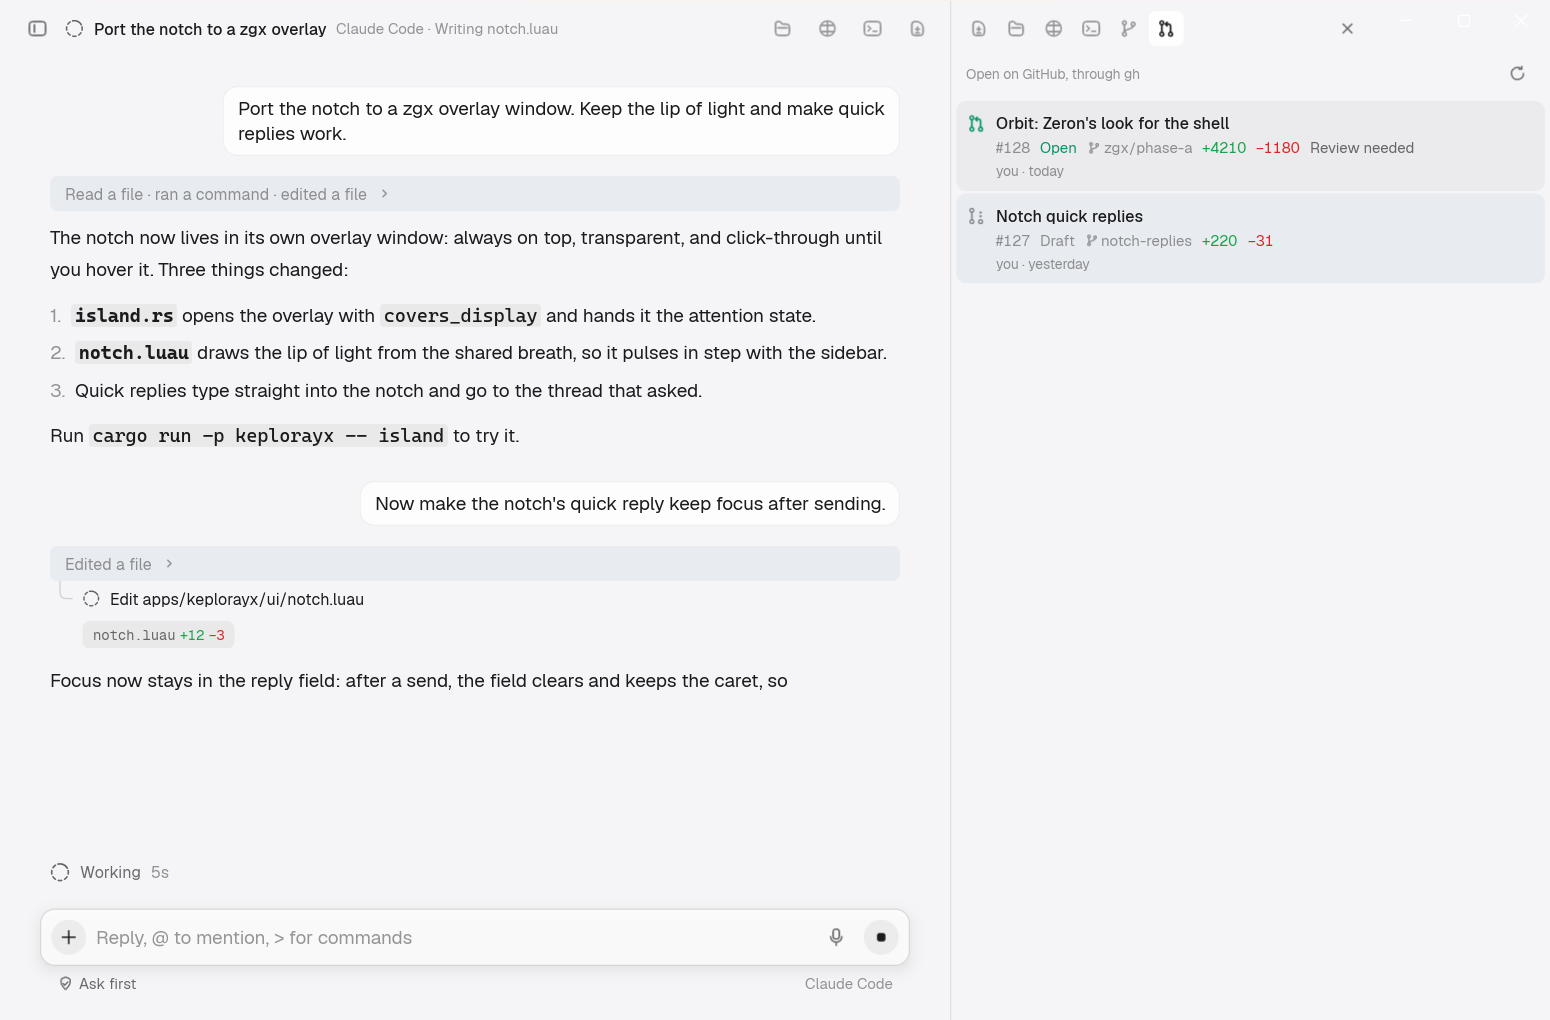 Port the notch to a zgx overlay Claude Code · Writing notch.luau
Port the notch to a zgx overlay window. Keep the lip of light and make quick
replies work.
Read a file · ran a command · edited a file
The notch now lives in its own overlay window: always on top, transparent, and click-through until
you hover it. Three things changed:
1. island.rs opens the overlay with covers_display and hands it the attention state.
2. notch.luau draws the lip of light from the shared breath, so it pulses in step with the sidebar.
3. Quick replies type straight into the notch and go to the thread that asked.
Run cargo run -p keplorayx -- island to try it.
Now make the notch's quick reply keep focus after sending.
Edited a file
Edit apps/keplorayx/ui/notch.luau
notch.luau +12 −3
Focus now stays in the reply field: after a send, the field clears and keeps the caret, so
Working 5s
Reply, @ to mention, > for commands
Ask first
Claude Code
Open on GitHub, through gh
Orbit: Zeron's look for the shell
#128 Open zgx/phase-a +4210 −1180 Review needed
you · today
Notch quick replies
#127 Draft notch-replies +220 −31
you · yesterday